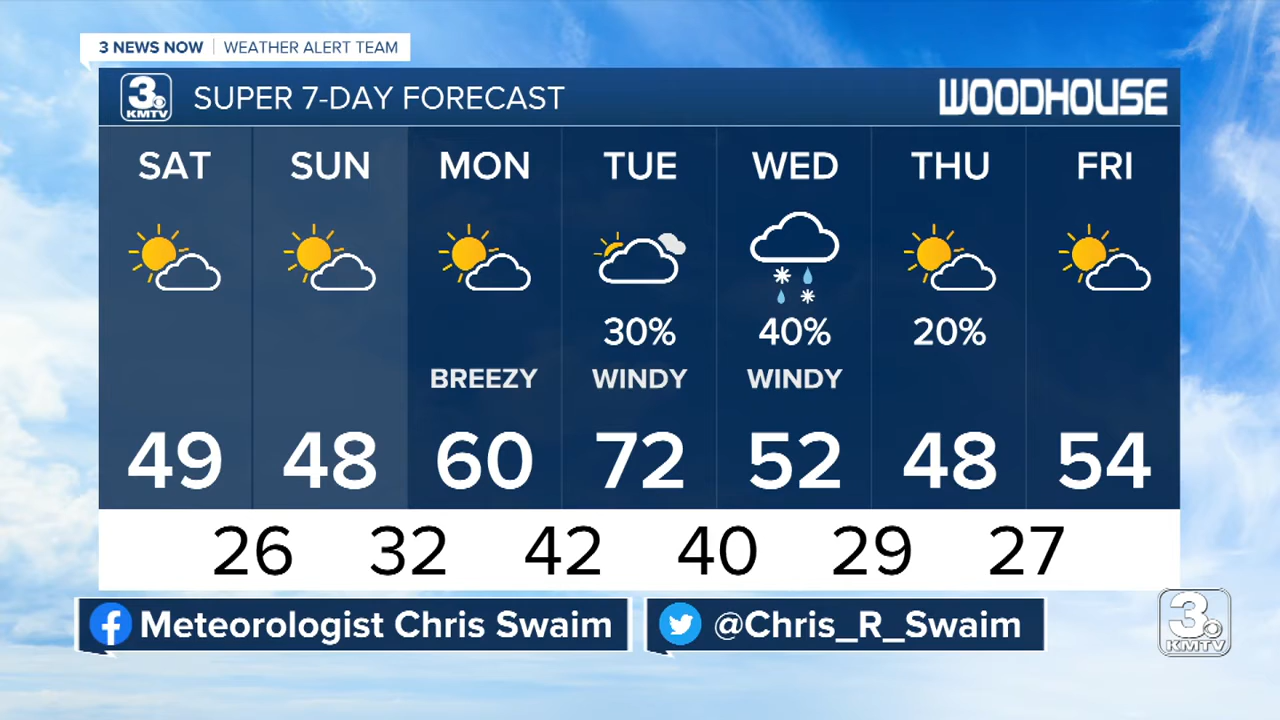 3 NEWS NOW | WEATHER ALERT TEAM
3 KMTV SUPER 7-DAY FORECAST WOODHOUSE
SAT SUN MON TUE WED THU FRI
30% 40% 20%
BREEZY WINDY WINDY
49 48 60 72 52 48 54
26 32 42 40 29 27
Meteorologist Chris Swaim @Chris_R_Swaim
3 KMTV